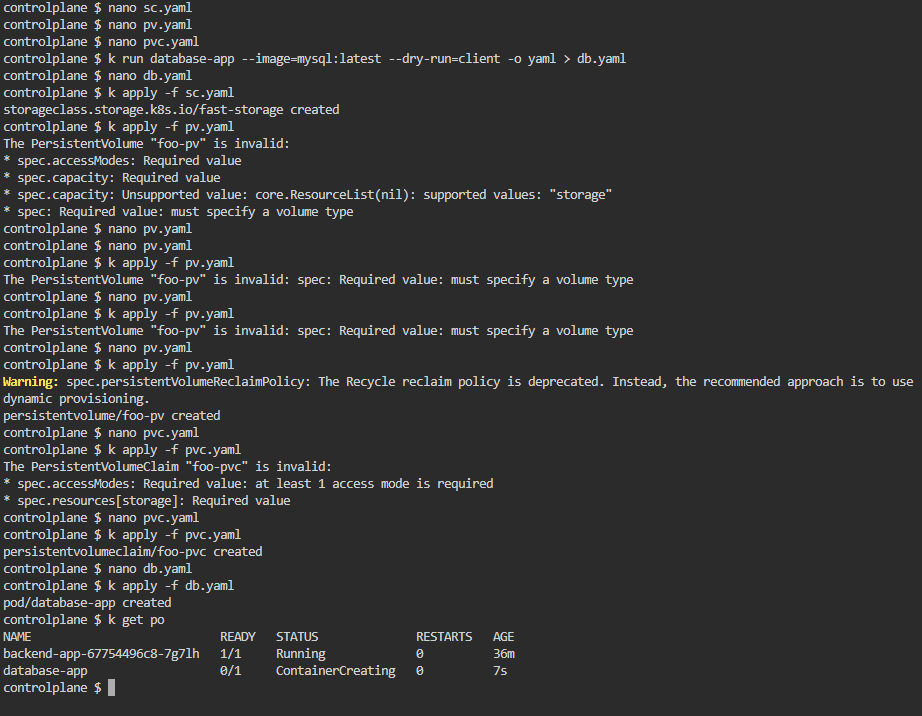 controlplane $ nano sc.yaml
controlplane $ nano pv.yaml
controlplane $ nano pvc.yaml
controlplane $ k run database-app --image=mysql:latest --dry-run=client -o yaml > db.yaml
controlplane $ nano db.yaml
controlplane $ k apply -f sc.yaml
storageclass.storage.k8s.io/fast-storage created
controlplane $ k apply -f pv.yaml
The PersistentVolume "foo-pv" is invalid:
* spec.accessModes: Required value
* spec.capacity: Required value
* spec.capacity: Unsupported value: core.ResourceList(nil): supported values: "storage"
* spec: Required value: must specify a volume type
controlplane $ nano pv.yaml
controlplane $ nano pv.yaml
controlplane $ k apply -f pv.yaml
The PersistentVolume "foo-pv" is invalid: spec: Required value: must specify a volume type
controlplane $ nano pv.yaml
controlplane $ k apply -f pv.yaml
The PersistentVolume "foo-pv" is invalid: spec: Required value: must specify a volume type
controlplane $ nano pv.yaml
controlplane $ k apply -f pv.yaml
Warning: spec.persistentVolumeReclaimPolicy: The Recycle reclaim policy is deprecated. Instead, the recommended approach is to use
dynamic provisioning.
persistentvolume/foo-pv created
controlplane $ nano pvc.yaml
controlplane $ k apply -f pvc.yaml
The PersistentVolumeClaim "foo-pvc" is invalid:
* spec.accessModes: Required value: at least 1 access mode is required
* spec.resources[storage]: Required value
controlplane $ nano pvc.yaml
controlplane $ k apply -f pvc.yaml
persistentvolumeclaim/foo-pvc created
controlplane $ nano db.yaml
controlplane $ k apply -f db.yaml
pod/database-app created
controlplane $ k get po
NAME READY STATUS RESTARTS AGE
backend-app-67754496c8-7g7lh 1/1 Running 0 36m
database-app 0/1 ContainerCreating 0 7s
controlplane $